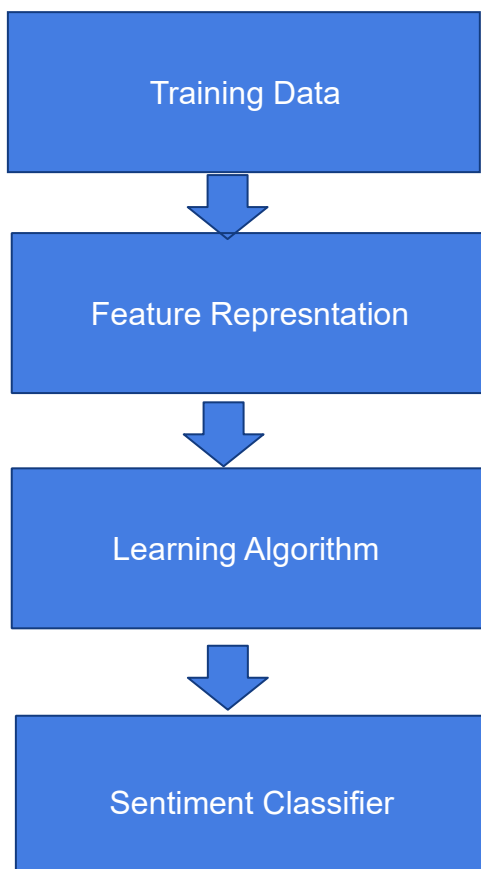 Training Data
Feature Represntation
Learning Algorithm
Sentiment Classifier